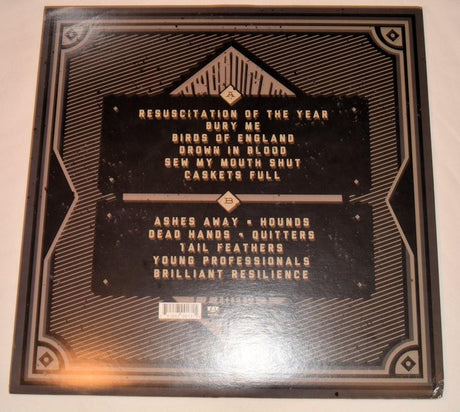 A
RESUSCITATION OF THE YEAR
BURY ME
BIRDS OF ENGLAND
DROWN IN BLOOD
SEW MY MOUTH SHUT
CASKETS FULL
B
ASHES AWAY • HOUNDS
DEAD HANDS • QUITTERS
TAIL FEATHERS
YOUNG PROFESSIONALS
BRILLIANT RESILIENCE